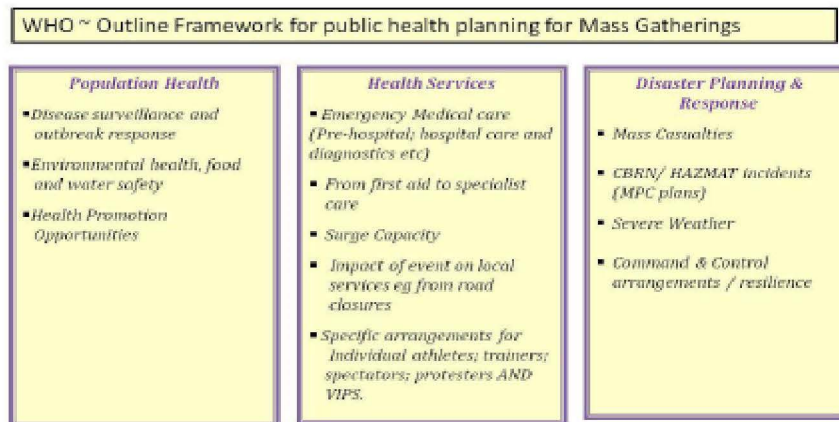 WHO ~ Outline Framework for public health planning for Mass Gatherings
Population Health
▪Disease surveillance and
outbreak response
▪Environmental health, food
and water safety
▪Health Promotion
Opportunities
Health Services
▪ Emergency Medical care
(Pre-hospital; hospital care and
diagnostics etc)
▪ From first aid to specialist
care
▪ Surge Capacity
▪ Impact of event on local
services eg from road
closures
▪ Specific arrangements for
Individual athletes; trainers;
spectators; protesters AND
VIPS.
Disaster Planning &
Response
▪ Mass Casualties
▪ CBRN/ HAZMAT incidents
(MPC plans)
▪ Severe Weather
▪ Command & Control
arrangements / resilience